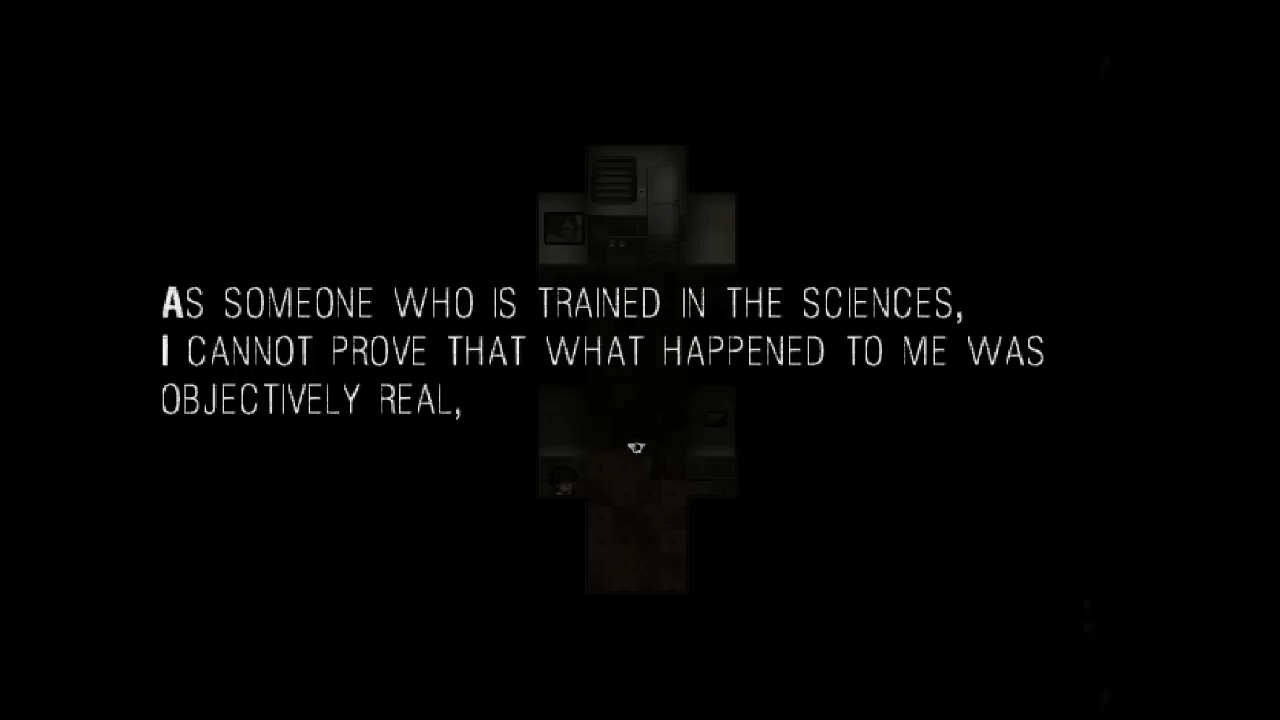 AS SOMEONE WHO IS TRAINED IN THE SCIENCES,
I CANNOT PROVE THAT WHAT HAPPENED TO ME WAS
OBJECTIVELY REAL,